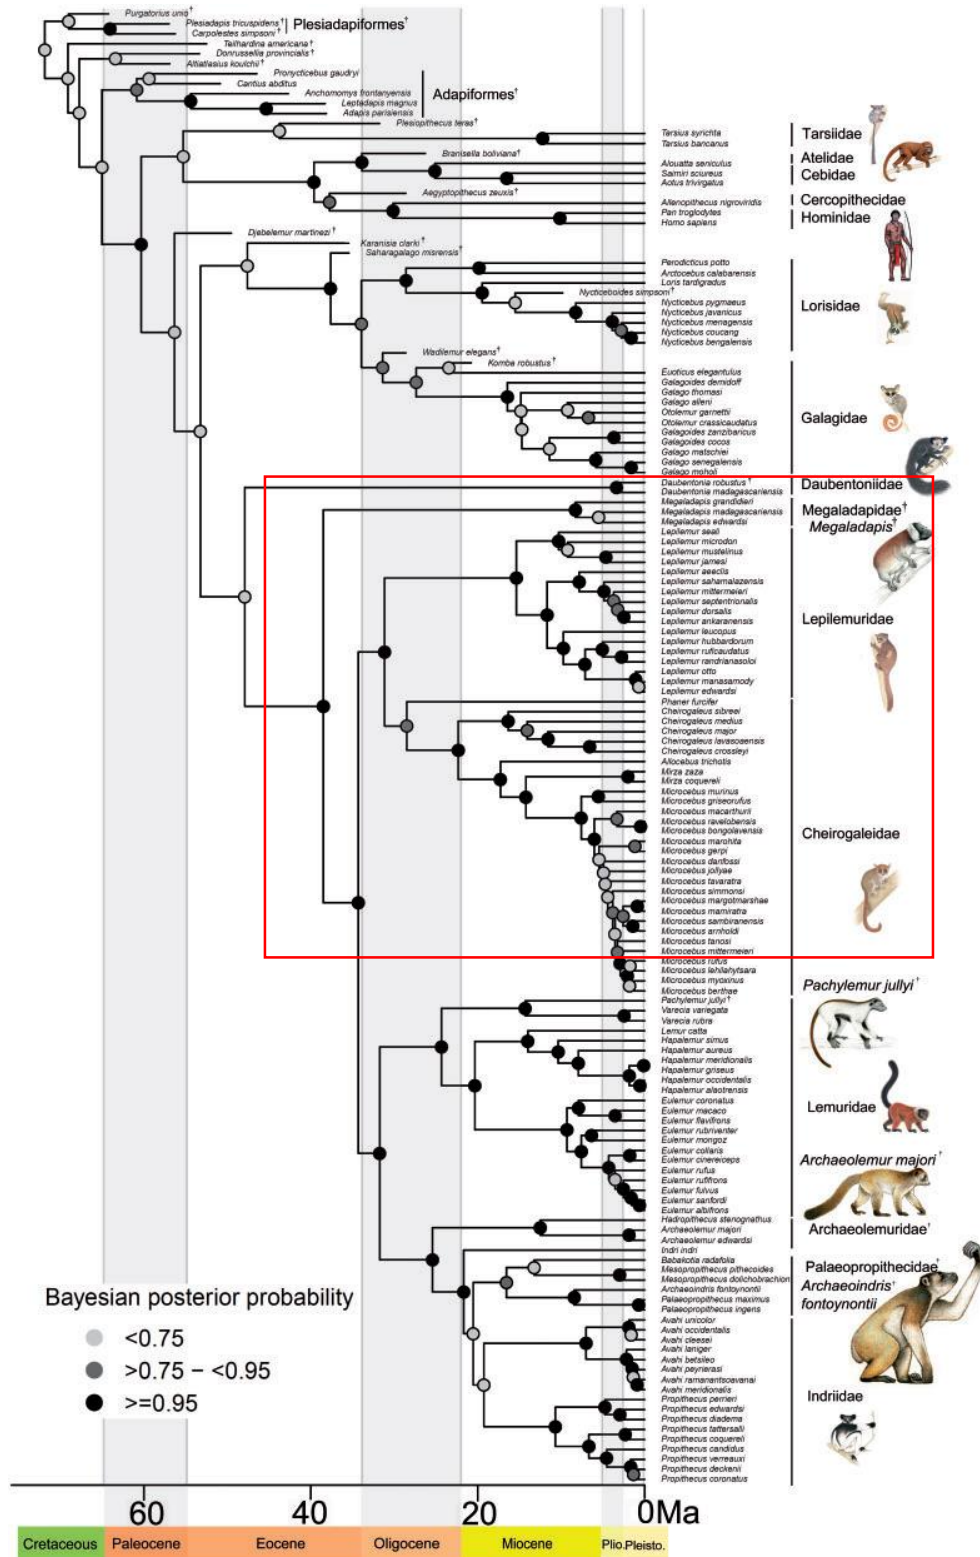 Purgatorius unio†
Plesiadapis tricuspidens†
Carpolestes simpsoni†
Plesiadapiformes†
Teilhardina americana†
Donrussellia provincialis†
Altiatlasius koulchii†
Pronycticebus gaudryi
Cantius abditus
Anchomomys frontanyensis
Leptadapis magnus
Adapis parisiensis
Adapiformes†
Plesiopithecus teras†
Tarsius syrichta
Tarsius bancanus
Tarsiidae
Branisella boliviana†
Alouatta seniculus
Saimiri sciureus
Aotus trivirgatus
Atelidae
Cebidae
Aegyptopithecus zeuxis†
Allenopithecus nigroviridis
Pan troglodytes
Homo sapiens
Cercopithecidae
Hominidae
Djebelemur martinezi†
Karanisia clarki†
Saharagalago misrensis†
Perodicticus potto
Arctocebus calabarensis
Loris tardigradus
Nycticeboides simpsoni†
Nycticebus pygmaeus
Nycticebus javanicus
Nycticebus menagensis
Nycticebus coucang
Nycticebus bengalensis
Lorisidae
Wadilemur elegans†
Komba robustus†
Euoticus elegantulus
Galagoides demidoff
Galago thomasi
Galago allenii
Otolemur garnettii
Otolemur crassicaudatus
Galagoides zanzibaricus
Galagoides cocos
Galago matschiei
Galago senegalensis
Galago moholi
Galagidae
Daubentonia robustus†
Daubentonia madagascariensis
Daubentoniidae
Megaladapis grandidieri
Megaladapis madagascariensis
Megaladapis edwardsi
Megaladapidae†
Megaladapis†
Lepilemur seali
Lepilemur microdon
Lepilemur mustelinus
Lepilemur jamesi
Lepilemur aeeclis
Lepilemur sahamalazensis
Lepilemur mittermeieri
Lepilemur septentrionalis
Lepilemur dorsalis
Lepilemur ankaranensis
Lepilemur leucopus
Lepilemur hubbardorum
Lepilemur ruficaudatus
Lepilemur randrianasoloi
Lepilemur otto
Lepilemur manasamody
Lepilemur edwardsi
Lepilemuridae
Phaner furcifer
Cheirogaleus sibreei
Cheirogaleus medius
Cheirogaleus major
Cheirogaleus lavasoaensis
Cheirogaleus crossleyi
Allocebus trichotis
Mirza zaza
Mirza coquereli
Microcebus murinus
Microcebus griseorufus
Microcebus macarthurii
Microcebus ravelobensis
Microcebus bongolavensis
Microcebus marohita
Microcebus gerpi
Microcebus danfossi
Microcebus jollyae
Microcebus tavaratra
Microcebus simmonsi
Microcebus margotmarshae
Microcebus mamiratra
Microcebus sambiranensis
Microcebus arnholdi
Microcebus tanosi
Microcebus mittermeieri
Microcebus rufus
Microcebus lehilahytsara
Microcebus myoxinus
Microcebus berthae
Cheirogaleidae
Pachylemur jullyi†
Pachylemur jullyi†
Varecia variegata
Varecia rubra
Lemur catta
Hapalemur simus
Hapalemur aureus
Hapalemur meridionalis
Hapalemur griseus
Hapalemur occidentalis
Hapalemur alaotrensis
Eulemur coronatus
Eulemur macaco
Eulemur flavifrons
Eulemur rubriventer
Eulemur mongoz
Eulemur collaris
Eulemur cinereiceps
Eulemur rufus
Eulemur rufifrons
Eulemur fulvus
Eulemur sanfordi
Eulemur albifrons
Lemuridae
Archaeolemur majori†
Hadropithecus stenognathus
Archaeolemur majori
Archaeolemur edwardsi
Archaeolemuridae†
Indri indri
Babakotia radafolia
Mesopropithecus pithecoides
Mesopropithecus dolichobrachion
Archaeoindris fontoynontii
Palaeopropithecus maximus
Palaeopropithecus ingens
Palaeopropithecidae†
Archaeoindris†
fontoynontii
Avahi unicolor
Avahi occidentalis
Avahi cleesei
Avahi laniger
Avahi betsileo
Avahi peyrierasi
Avahi ramanantsoavanai
Avahi meridionalis
Propithecus perrieri
Propithecus edwardsi
Propithecus diadema
Propithecus tattersalli
Propithecus coquereli
Propithecus candidus
Propithecus verreauxi
Propithecus deckenii
Propithecus coronatus
Indriidae
Bayesian posterior probability
<0.75
>0.75 – <0.95
>=0.95
60 40 20 0Ma
Cretaceous Paleocene Eocene Oligocene Miocene Plio. Pleisto.